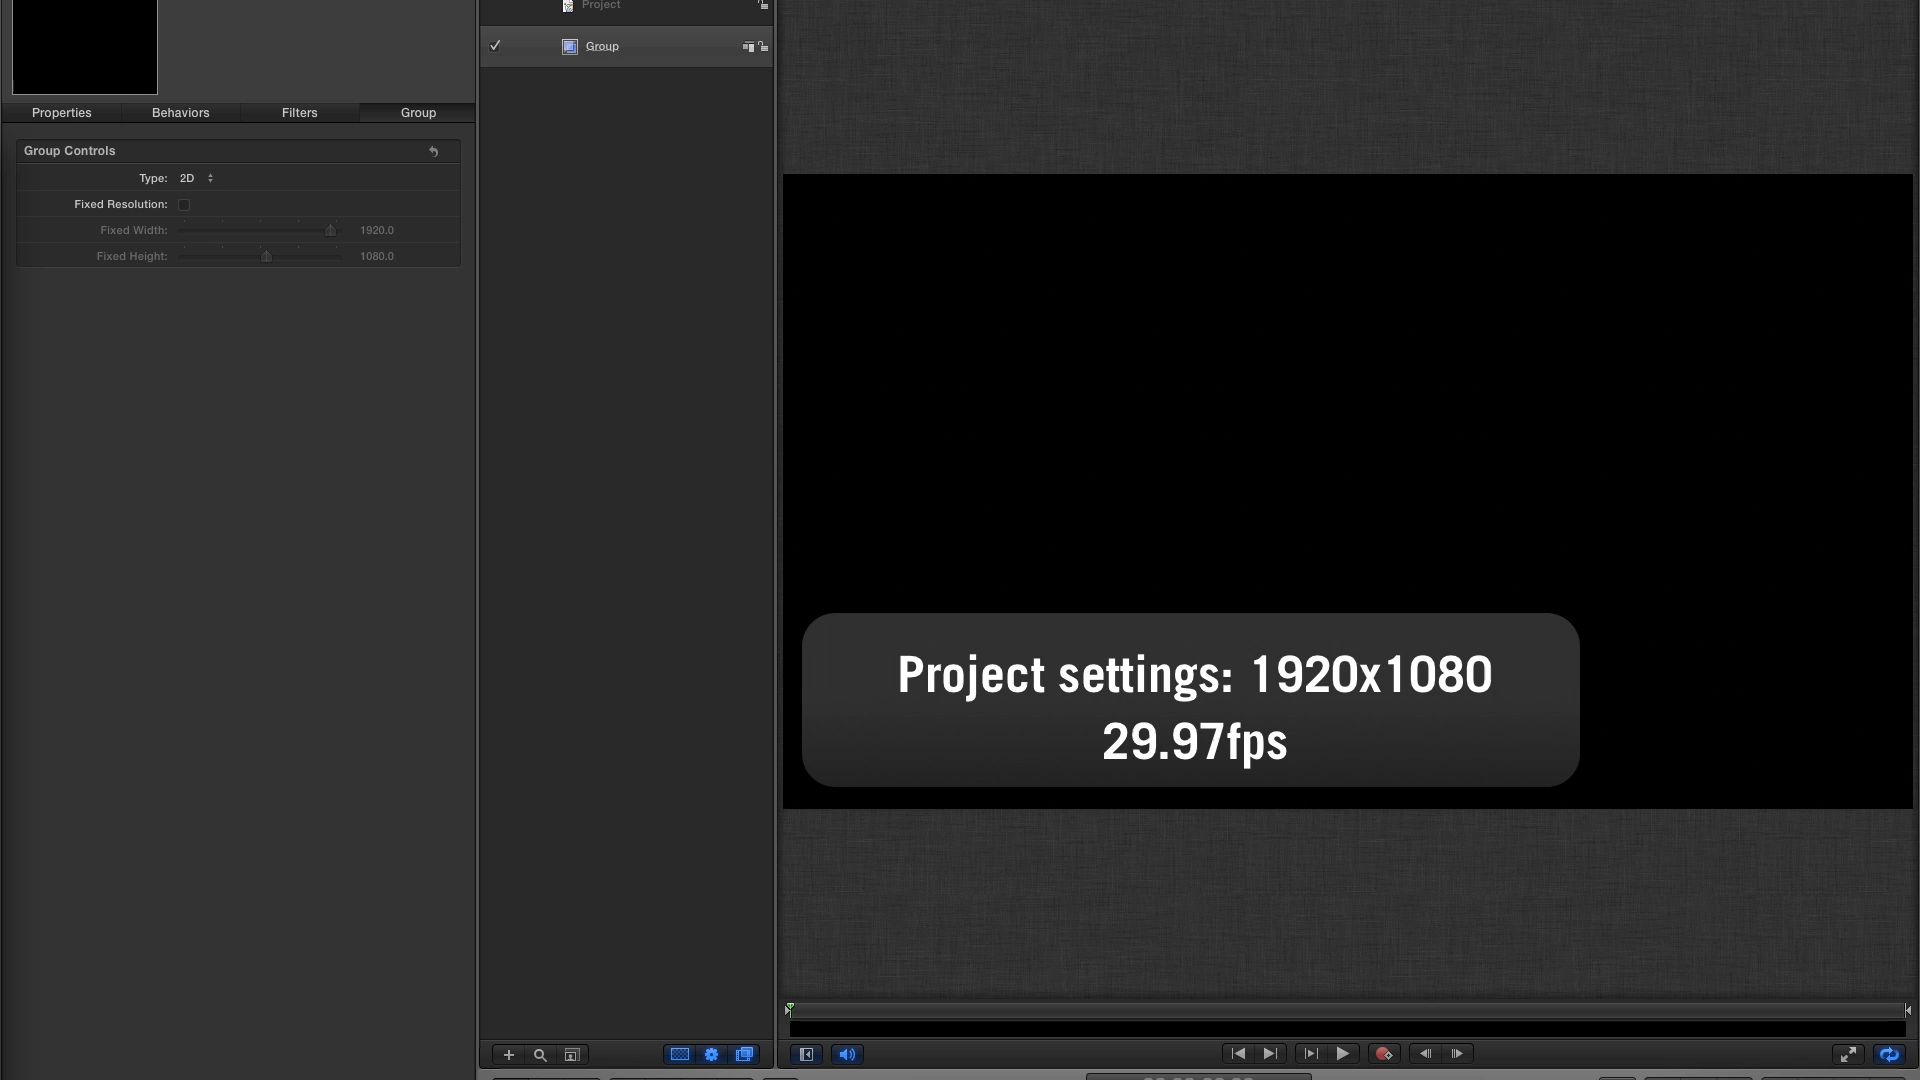 Project
Group
Properties
Behaviors
Filters
Group
Group Controls
Type: 2D
Fixed Resolution:
Fixed Width: 1920.0
Fixed Height: 1080.0
Project settings: 1920x1080
29.97fps